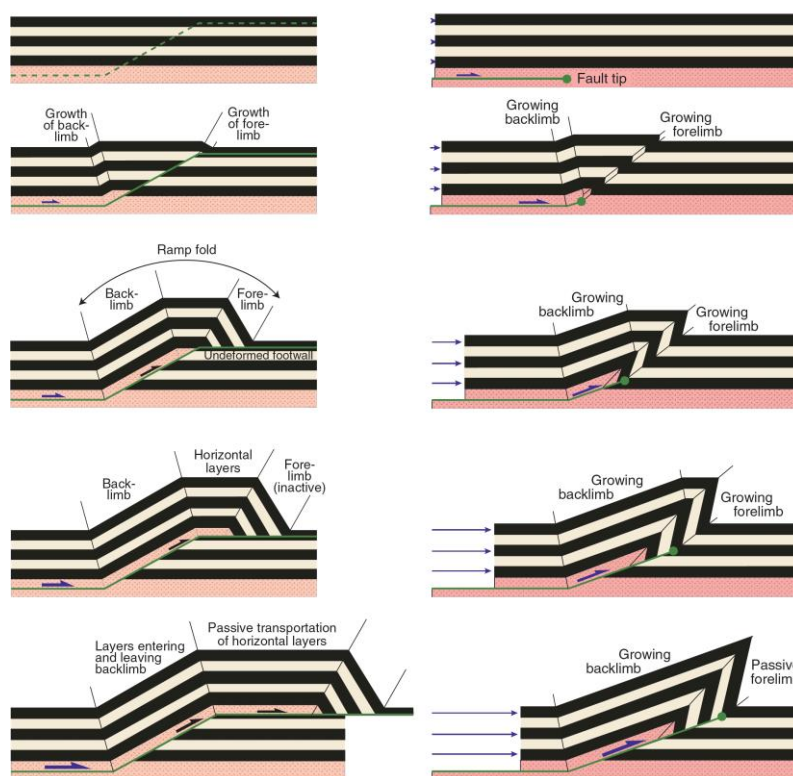 Fault tip
Growth
of back-
limb
Growth
of fore-
limb
Growing
backlimb
Growing
forelimb
Ramp fold
Back-
limb
Fore-
limb
Undeformed footwall
Growing
backlimb
Growing
forelimb
Back-
limb
Horizontal
layers
Fore-
limb
(inactive)
Growing
backlimb
Growing
forelimb
Layers entering
and leaving
backlimb
Passive transportation
of horizontal layers
Growing
backlimb
Passive
forelim